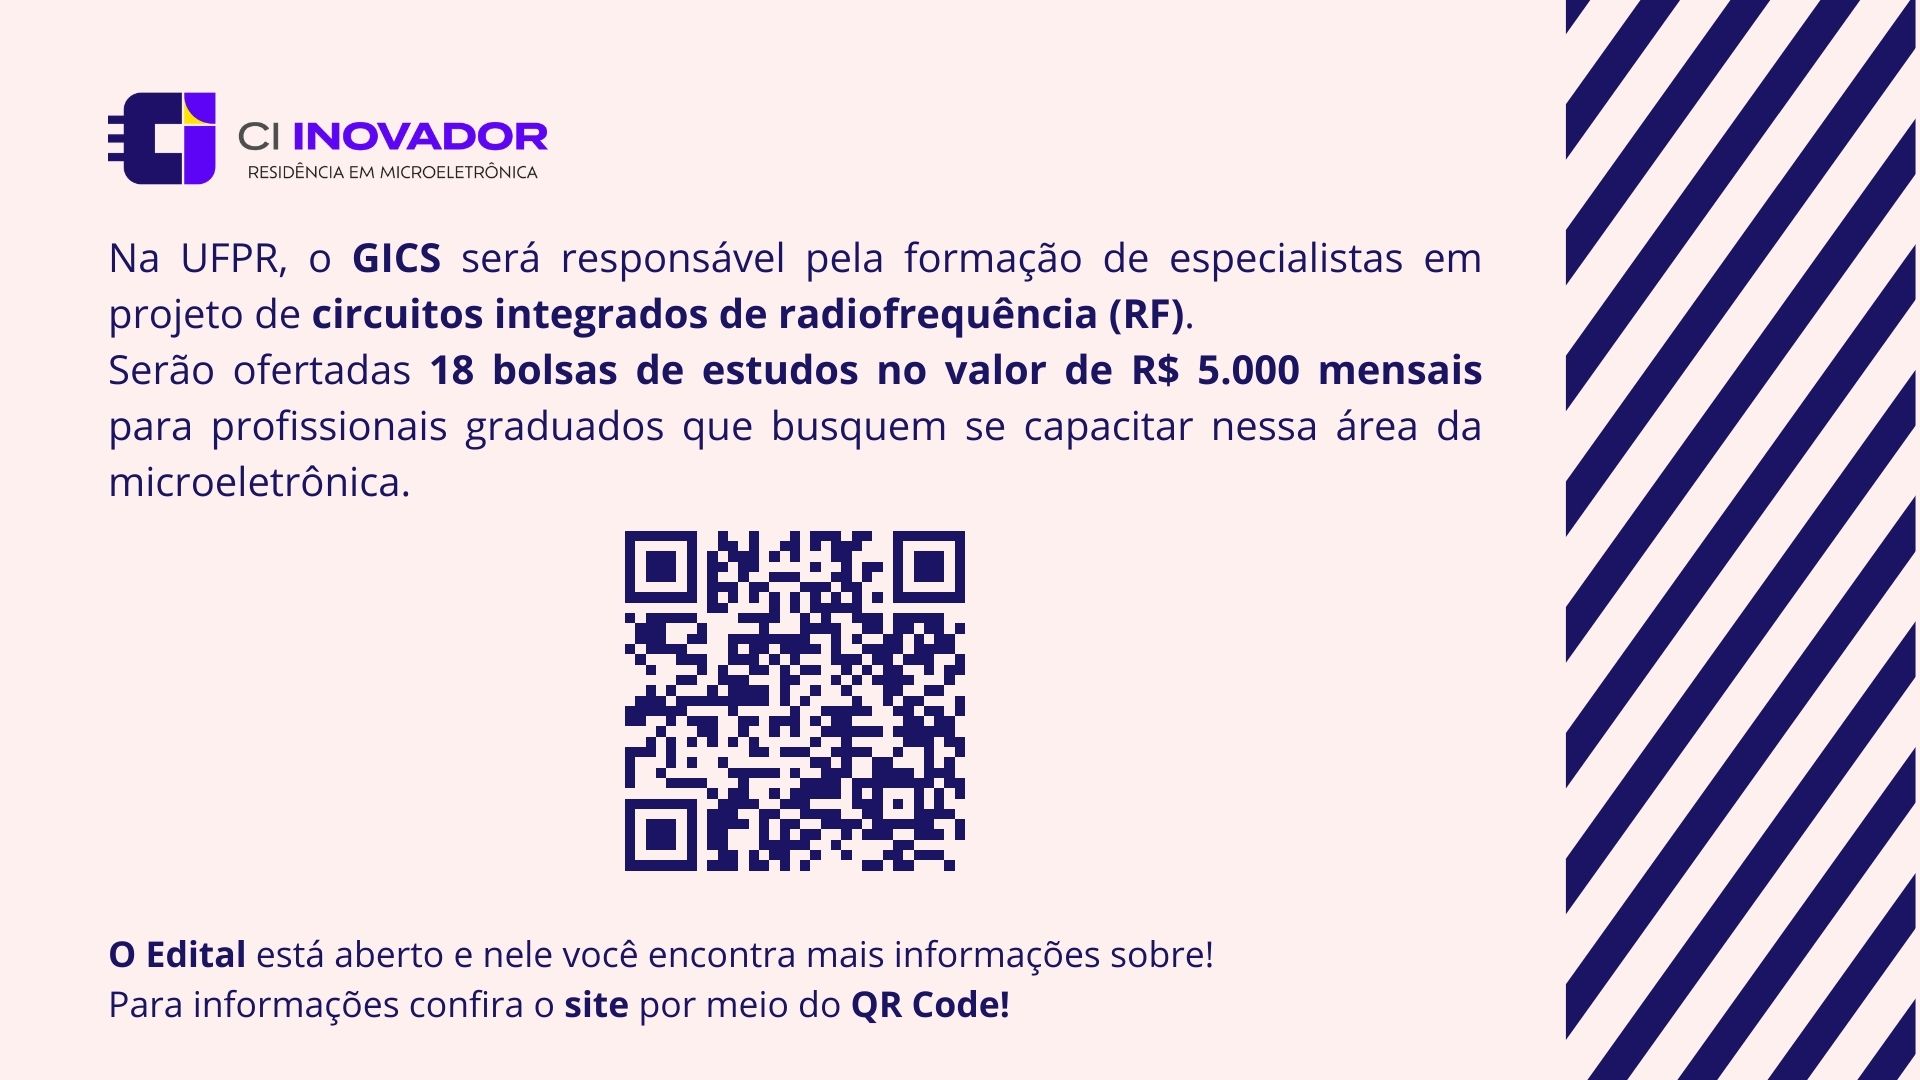 CI INOVADOR
RESIDÊNCIA EM MICROELETRÔNICA
Na UFPR, o GICS será responsável pela formação de especialistas em
projeto de circuitos integrados de radiofrequência (RF).
Serão ofertadas 18 bolsas de estudos no valor de R$ 5.000 mensais
para profissionais graduados que busquem se capacitar nessa área da
microeletrônica.
O Edital está aberto e nele você encontra mais informações sobre!
Para informações confira o site por meio do QR Code!